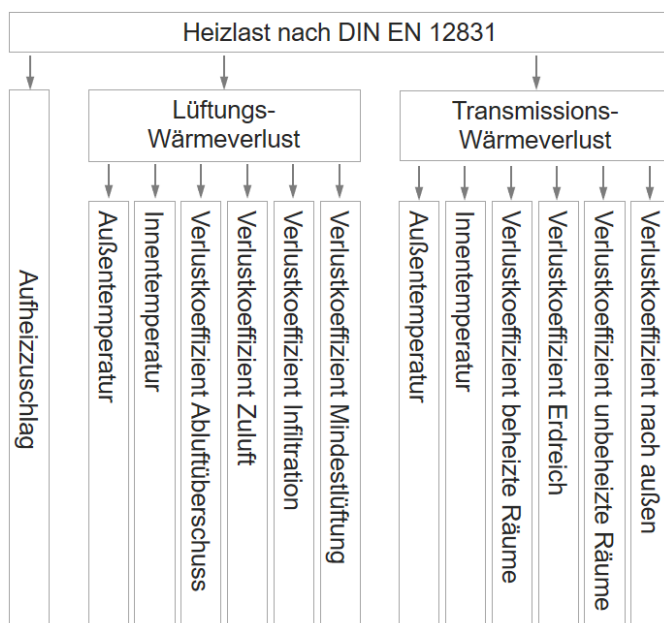 Heizlast nach DIN EN 12831
Aufheizzuschlag
Lüftungs-
Wärmeverlust
Außentemperatur
Innentemperatur
Verlustkoeffizient Abluftüberschuss
Verlustkoeffizient Zuluft
Verlustkoeffizient Infiltration
Verlustkoeffizient Mindestlüftung
Transmissions-
Wärmeverlust
Außentemperatur
Innentemperatur
Verlustkoeffizient beheizte Räume
Verlustkoeffizient Erdreich
Verlustkoeffizient unbeheizte Räume
Verlustkoeffizient nach außen